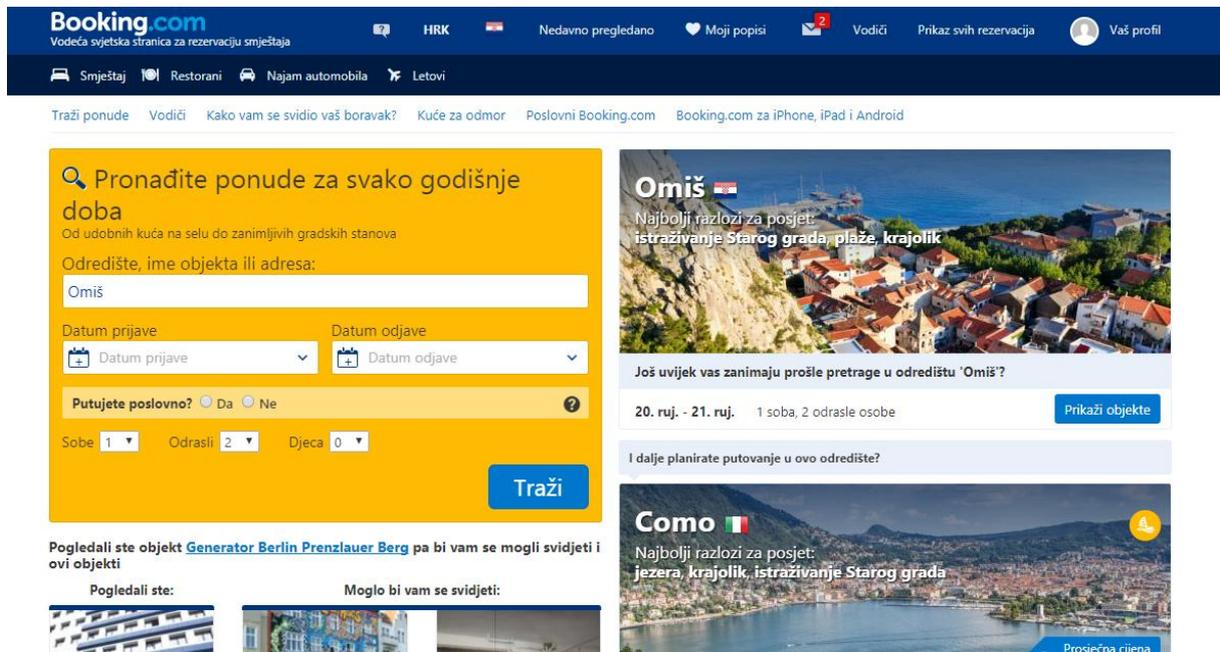 Booking.com
Vodeća svjetska stranica za rezervaciju smještaja
HRK
Nedavno pregledano
Moji popisi
2
Vodiči
Prikaz svih rezervacija
Vaš profil
Smještaj
Restorani
Najam automobila
Letovi
Traži ponude
Vodiči
Kako vam se svidio vaš boravak?
Kuće za odmor
Poslovni Booking.com
Booking.com za iPhone, iPad i Android
Pronađite ponude za svako godišnje
doba
Od udobnih kuća na selu do zanimljivih gradskih stanova
Odredište, ime objekta ili adresa:
Omiš
Datum prijave
Datum odjave
Datum prijave
Datum odjave
Putujete poslovno? Da Ne
Sobe 1 Odrasli 2 Djeca 0
Traži
Pogledali ste objekt Generator Berlin Prenzlauer Berg pa bi vam se mogli svidjeti i
ovi objekti
Pogledali ste:
Moglo bi vam se svidjeti:
Omiš
Najbolji razlozi za posjet:
istraživanje Starog grada, plaže, krajolik
Još uvijek vas zanimaju prošle pretrage u odredištu 'Omiš'?
20. ruj. - 21. ruj. 1 soba, 2 odrasle osobe
Prikaži objekte
I dalje planirate putovanje u ovo odredište?
Como
Najbolji razlozi za posjet:
jezera, krajolik, istraživanje Starog grada
Prosječna cijena